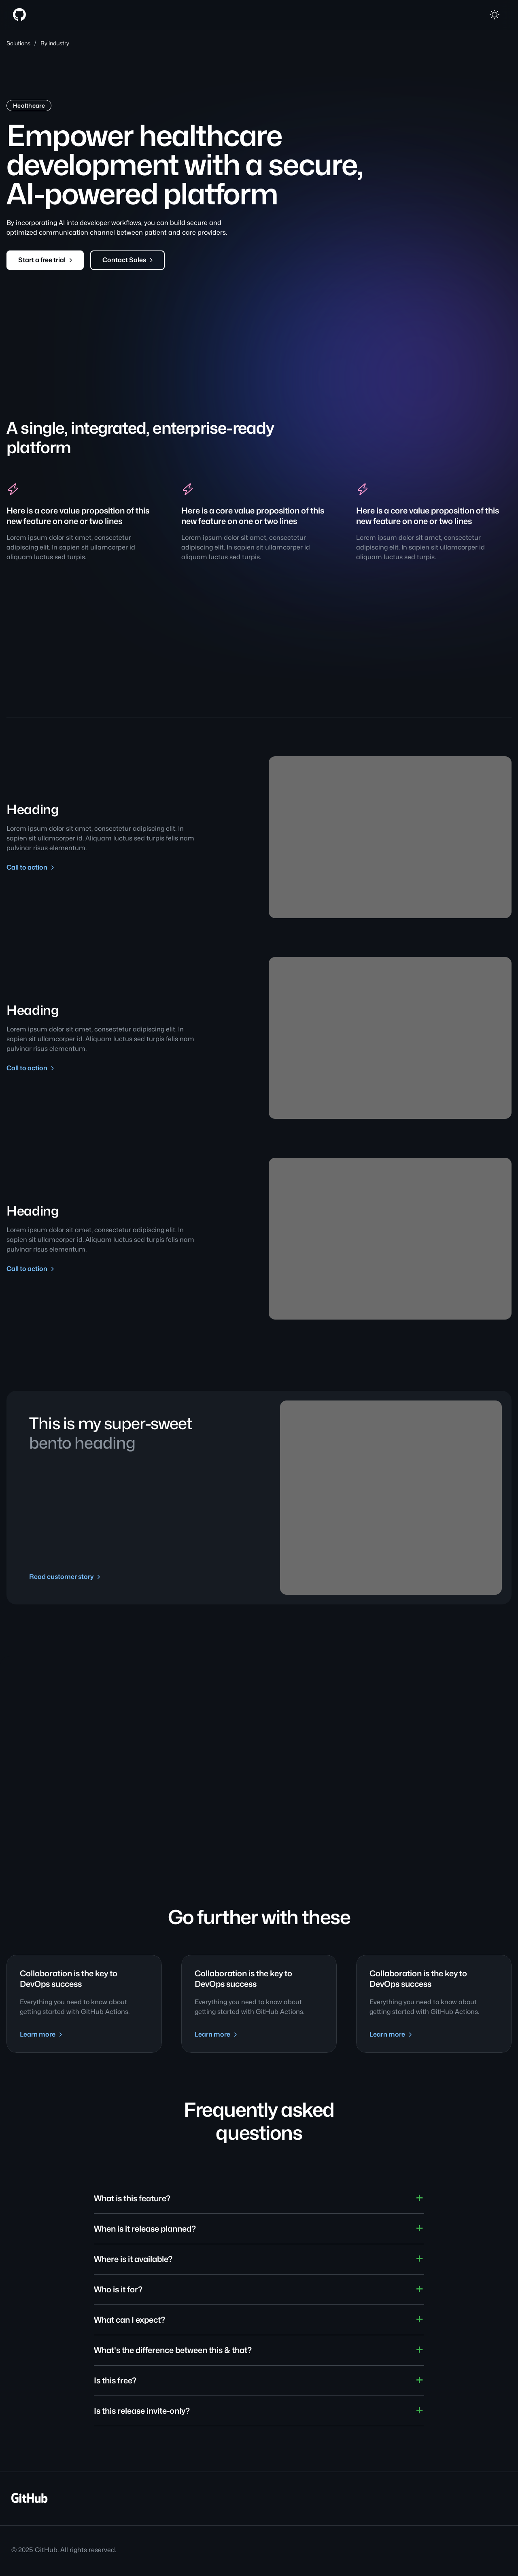 Solutions / By industry
Healthcare
Empower healthcare
development with a secure,
AI-powered platform
By incorporating AI into developer workflows, you can build secure and
optimized communication channel between patient and care providers.
Start a free trial
Contact Sales
A single, integrated, enterprise-ready
platform
Here is a core value proposition of this
new feature on one or two lines
Lorem ipsum dolor sit amet, consectetur
adipiscing elit. In sapien sit ullamcorper id
aliquam luctus sed turpis.
Here is a core value proposition of this
new feature on one or two lines
Lorem ipsum dolor sit amet, consectetur
adipiscing elit. In sapien sit ullamcorper id
aliquam luctus sed turpis.
Here is a core value proposition of this
new feature on one or two lines
Lorem ipsum dolor sit amet, consectetur
adipiscing elit. In sapien sit ullamcorper id
aliquam luctus sed turpis.
Heading
Lorem ipsum dolor sit amet, consectetur adipiscing elit. In
sapien sit ullamcorper id. Aliquam luctus sed turpis felis nam
pulvinar risus elementum.
Call to action
Heading
Lorem ipsum dolor sit amet, consectetur adipiscing elit. In
sapien sit ullamcorper id. Aliquam luctus sed turpis felis nam
pulvinar risus elementum.
Call to action
Heading
Lorem ipsum dolor sit amet, consectetur adipiscing elit. In
sapien sit ullamcorper id. Aliquam luctus sed turpis felis nam
pulvinar risus elementum.
Call to action
This is my super-sweet
bento heading
Read customer story
Go further with these
Collaboration is the key to
DevOps success
Everything you need to know about
getting started with GitHub Actions.
Learn more
Collaboration is the key to
DevOps success
Everything you need to know about
getting started with GitHub Actions.
Learn more
Collaboration is the key to
DevOps success
Everything you need to know about
getting started with GitHub Actions.
Learn more
Frequently asked
questions
What is this feature?
When is it release planned?
Where is it available?
Who is it for?
What can I expect?
What's the difference between this & that?
Is this free?
Is this release invite-only?
GitHub
© 2025 GitHub. All rights reserved.